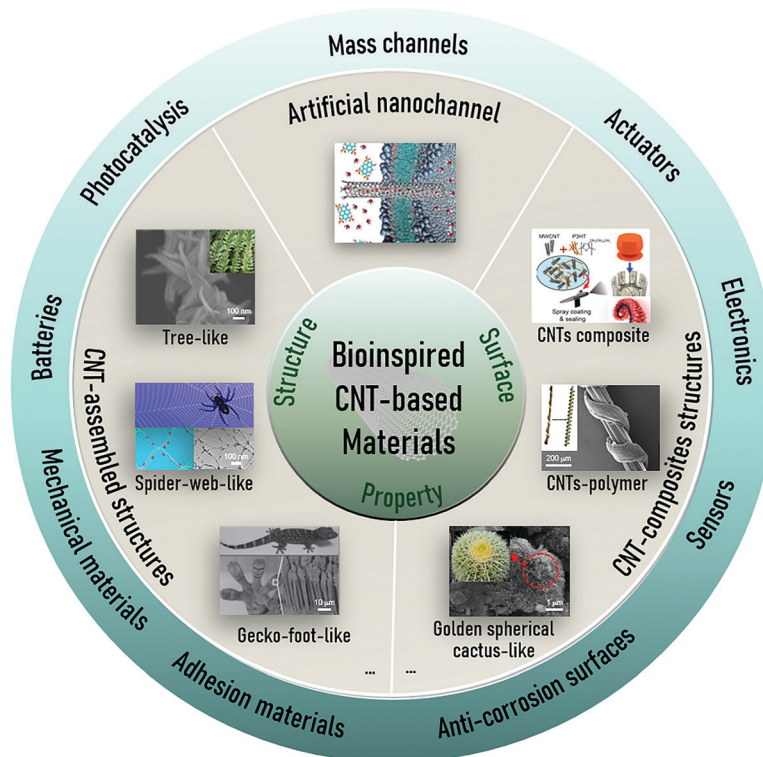 Mass channels
Artificial nanochannel
Photocatalysis
Actuators
Batteries
Electronics
Mechanical materials
Sensors
Adhesion materials
Anti-corrosion surfaces
CNT-assembled structures
CNT-composites structures
100 nm
Tree-like
100 nm
Spider-web-like
10 μm
Gecko-foot-like
MWCNT
P3HT
+
Spray coating
& sealing
CNTs composite
200 μm
CNTs-polymer
1 μm
Golden spherical
cactus-like
Structure
Surface
Property
Bioinspired
CNT-based
Materials
...
...